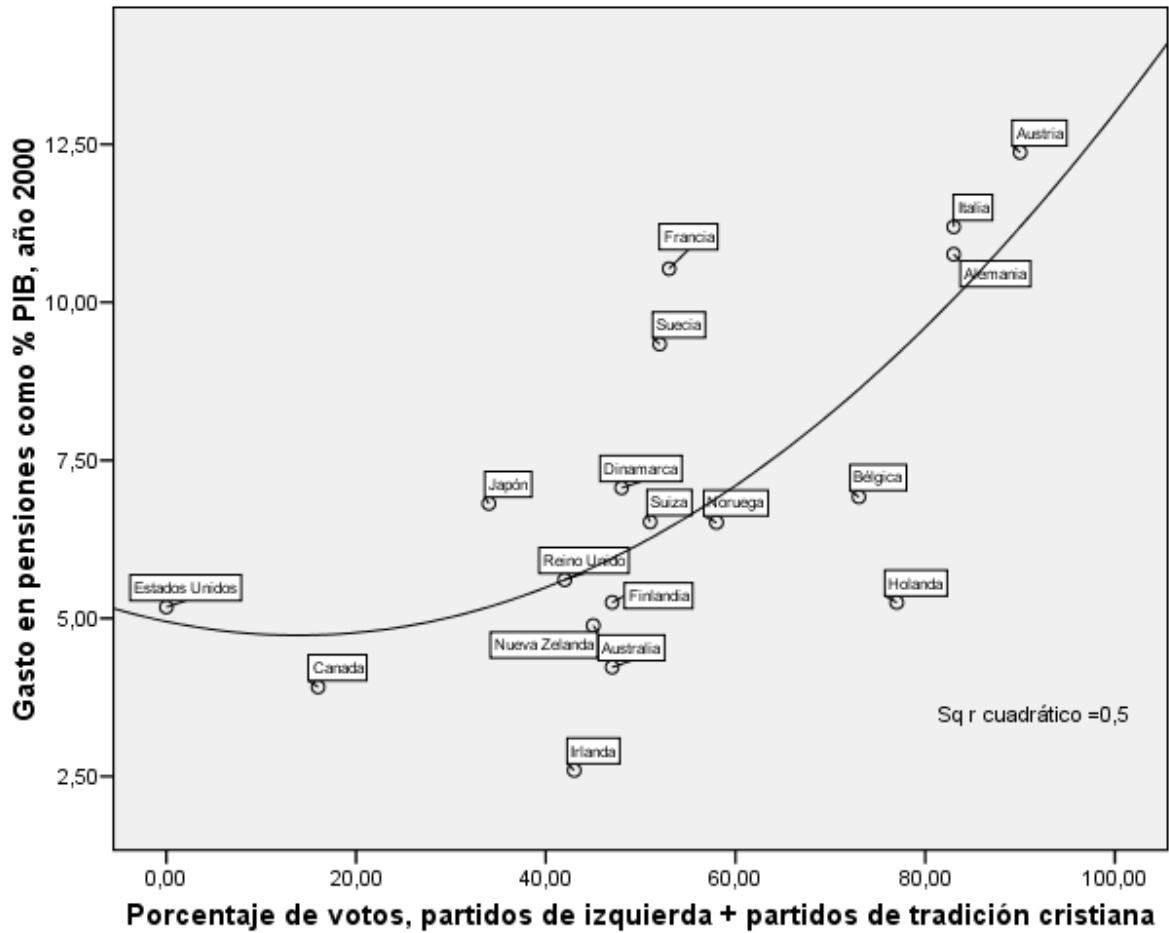 Gasto en pensiones como % PIB, año 2000
12,50
10,00
7,50
5,00
2,50
Austria
Italia
Francia
Alemania
Suecia
Dinamarca
Japón
Suiza
Noruega
Bélgica
Reino Unido
Estados Unidos
Finlandia
Holanda
Nueva Zelanda
Australia
Canada
Irlanda
Sq r cuadrático =0,5
0,00
20,00
40,00
60,00
80,00
100,00
Porcentaje de votos, partidos de izquierda + partidos de tradición cristiana